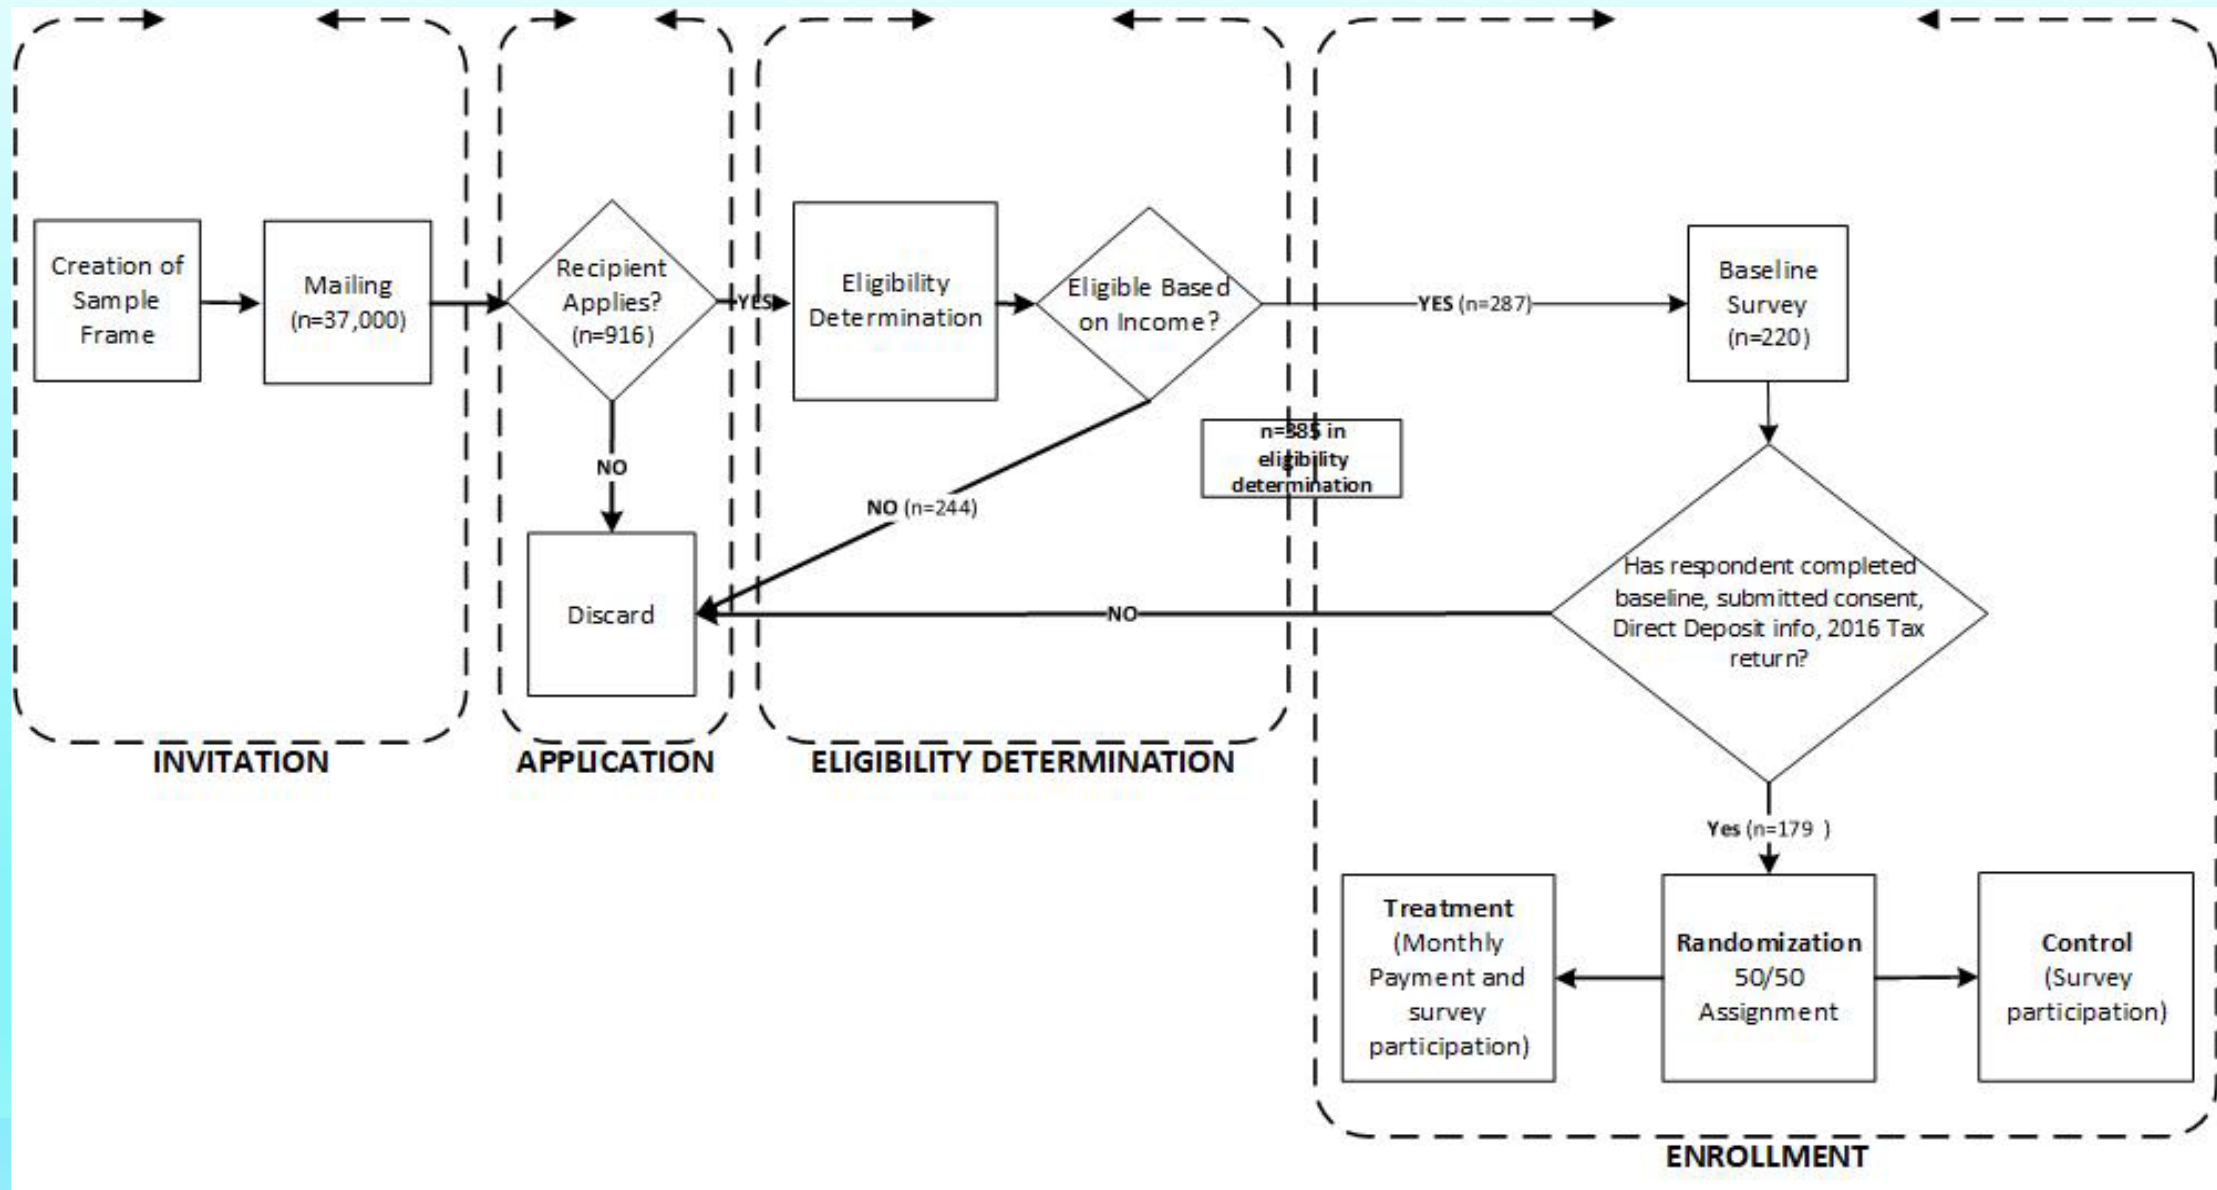 Creation of
Sample
Frame
Mailing
(n=37,000)
Recipient
Applies?
(n=916)
YES
NO
Discard
Eligibility
Determination
Eligible Based
on Income?
YES (n=287)
NO (n=244)
n=385 in
eligibility
determination
NO
Baseline
Survey
(n=220)
Has respondent completed
baseline, submitted consent,
Direct Deposit info, 2016 Tax
return?
Yes (n=179 )
Treatment
(Monthly
Payment and
survey
participation)
Randomization
50/50
Assignment
Control
(Survey
participation)
INVITATION
APPLICATION
ELIGIBILITY DETERMINATION
ENROLLMENT